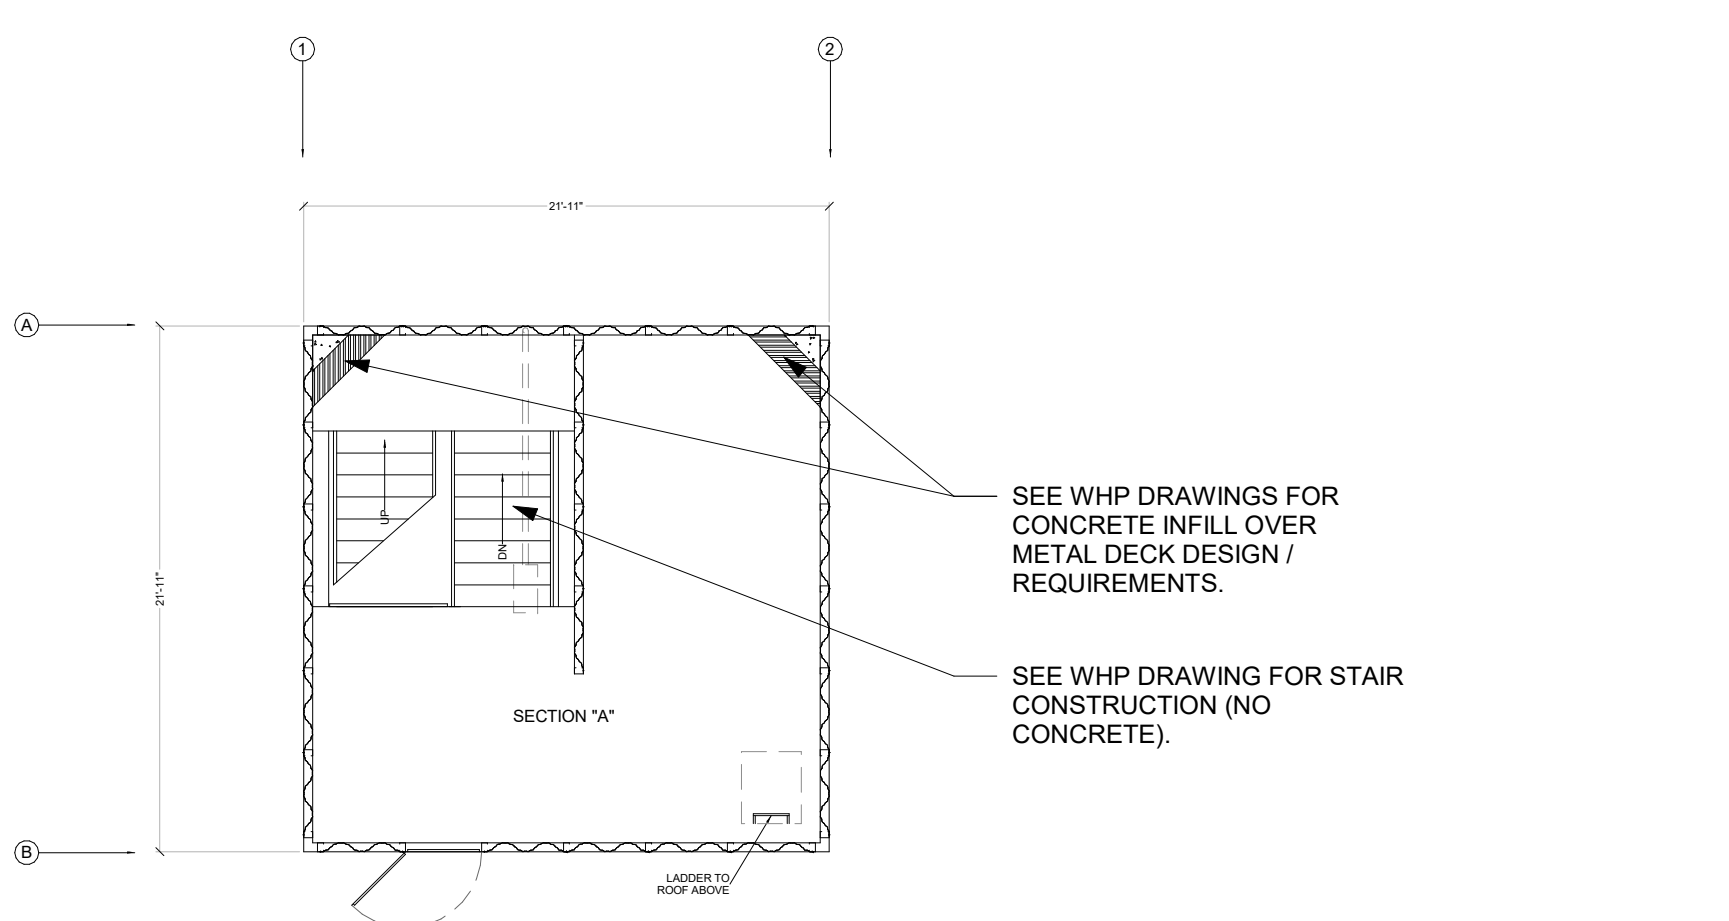 1
2
21'-11"
A
SEE WHP DRAWINGS FOR
CONCRETE INFILL OVER
METAL DECK DESIGN /
REQUIREMENTS.
UP
DN
21'-11"
SEE WHP DRAWING FOR STAIR
CONSTRUCTION (NO
CONCRETE).
SECTION "A"
B
LADDER TO
ROOF ABOVE